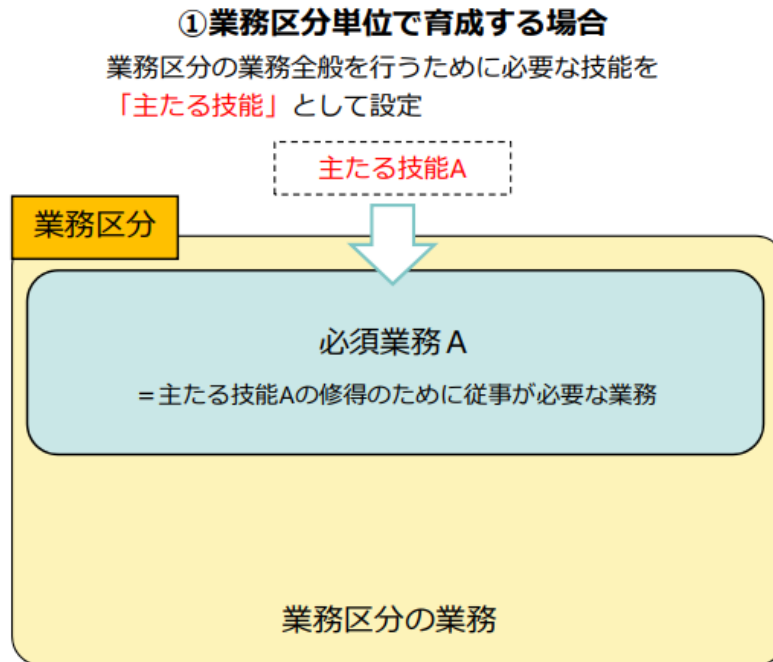 ①業務区分単位で育成する場合
業務区分の業務全般を行うために必要な技能を
「主たる技能」として設定
主たる技能A
業務区分
必須業務A
＝主たる技能Aの修得のために従事が必要な業務
業務区分の業務